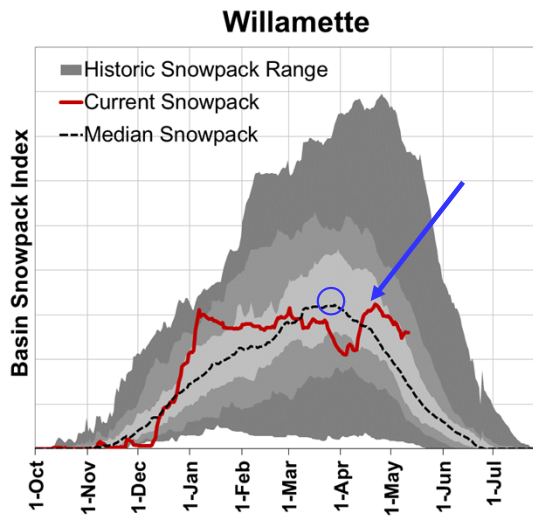 Willamette
Historic Snowpack Range
Current Snowpack
Median Snowpack
Basin Snowpack Index
1-Oct
1-Nov
1-Dec
1-Jan
1-Feb
1-Mar
1-Apr
1-May
1-Jun
1-Jul